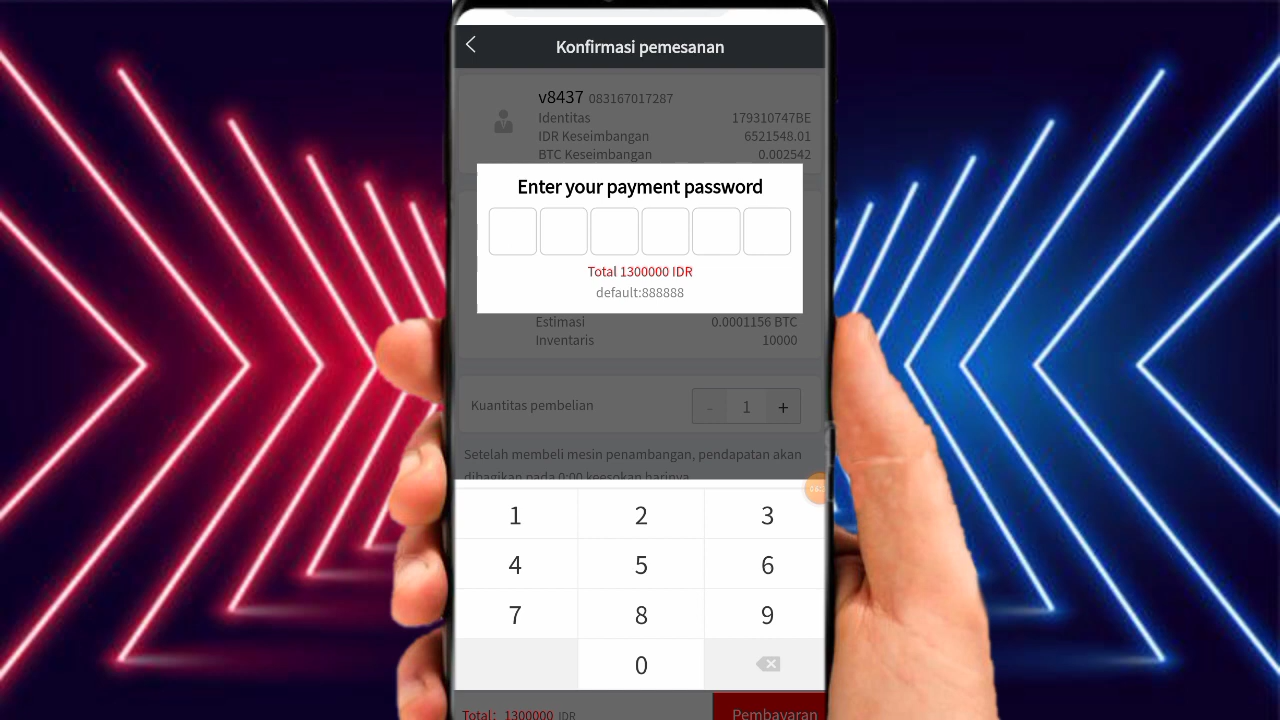 Konfirmasi pemesanan
v8437 083167017287
Identitas 179310747BE
IDR Keseimbangan 6521548.01
BTC Keseimbangan 0.002542
Enter your payment password
Total 1300000 IDR
default:888888
Estimasi 0.0001156 BTC
Inventaris 10000
Kuantitas pembelian - 1 +
Setelah membeli mesin penambangan, pendapatan akan
dibagikan pada 0:00 keesokan harinya
1 2 3
4 5 6
7 8 9
0
Total: 1300000 IDR Pembayaran